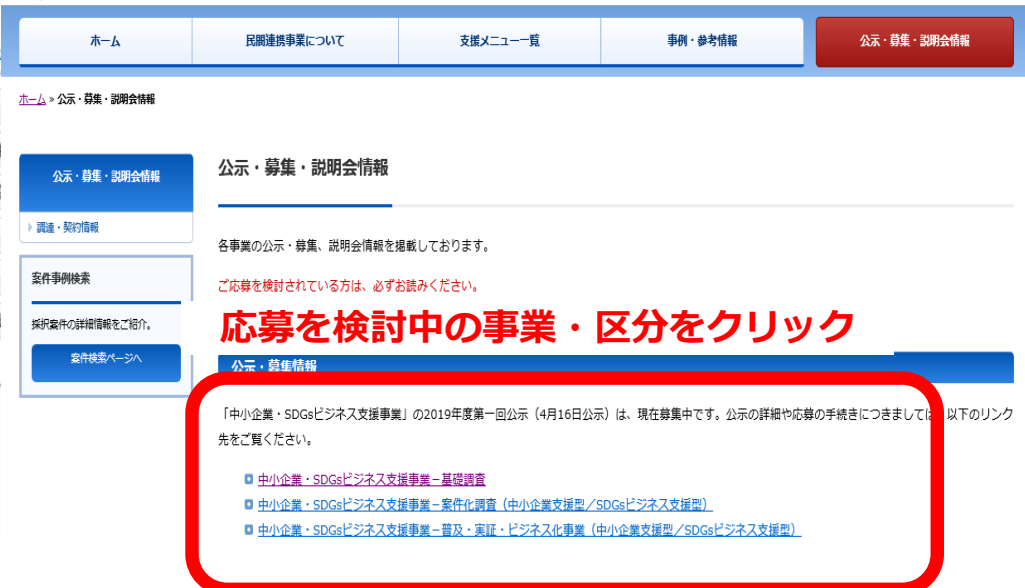 ホーム 民間連携事業について 支援メニュー一覧 事例・参考情報 公示・募集・説明会情報
ホーム » 公示・募集・説明会情報
公示・募集・説明会情報
調達・契約情報
案件事例検索
採択案件の詳細情報をご紹介。
案件検索ページへ
公示・募集・説明会情報
各事業の公示・募集、説明会情報を掲載しております。
ご応募を検討されている方は、必ずお読みください。
応募を検討中の事業・区分をクリック
公示・募集情報
「中小企業・SDGsビジネス支援事業」の2019年度第一回公示（4月16日公示）は、現在募集中です。公示の詳細や応募の手続きにつきましては、以下のリンク
先をご覧ください。
中小企業・SDGsビジネス支援事業－基礎調査
中小企業・SDGsビジネス支援事業－案件化調査（中小企業支援型／SDGsビジネス支援型）
中小企業・SDGsビジネス支援事業－普及・実証・ビジネス化事業（中小企業支援型／SDGsビジネス支援型）